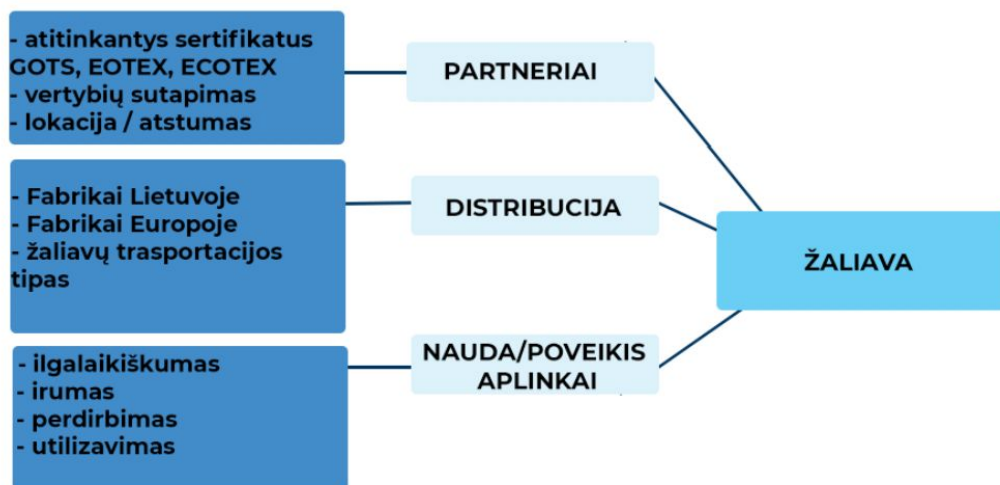 - atitinkantys sertifikatus
GOTS, EOTEX, ECOTEX
- vertybių sutapimas
- lokacija / atstumas
PARTNERIAI
- Fabrikai Lietuvoje
- Fabrikai Europoje
- žaliavų trasportacijos
tipas
DISTRIBUCIJA
ŽALIAVA
- ilgalaikiškumas
- irumas
- perdirbimas
- utilizavimas
NAUDA/POVEIKIS
APLINKAI